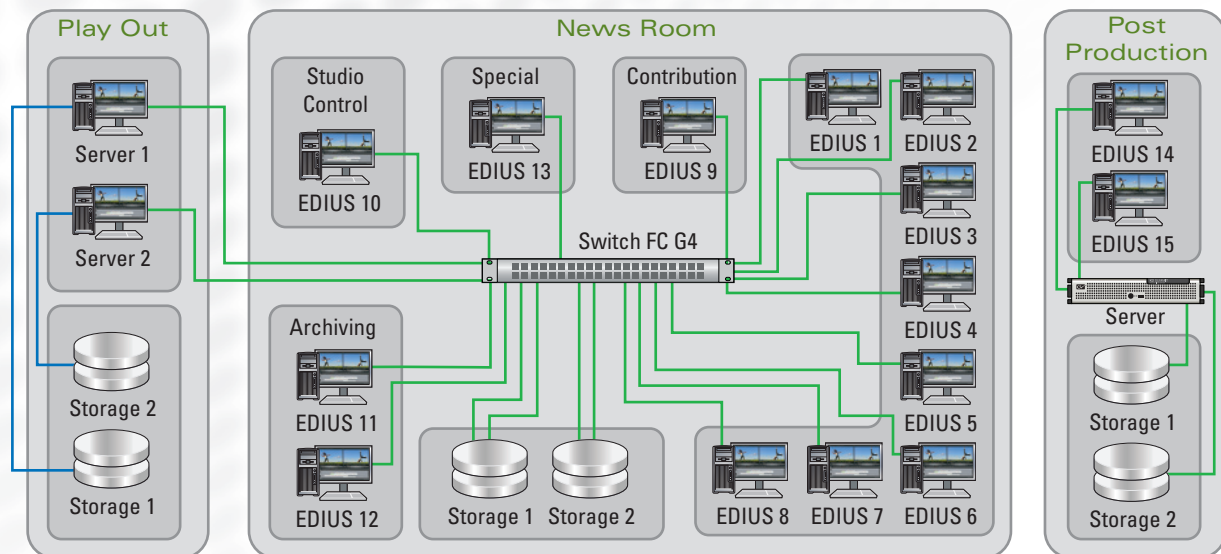 Play Out
Server 1
Server 2
Storage 2
Storage 1
News Room
Studio
Control
EDIUS 10
Special
EDIUS 13
Contribution
EDIUS 9
EDIUS 1
EDIUS 2
EDIUS 3
EDIUS 4
EDIUS 5
EDIUS 6
EDIUS 7
EDIUS 8
Switch FC G4
Archiving
EDIUS 11
EDIUS 12
Storage 1
Storage 2
Post
Production
EDIUS 14
EDIUS 15
Server
Storage 1
Storage 2